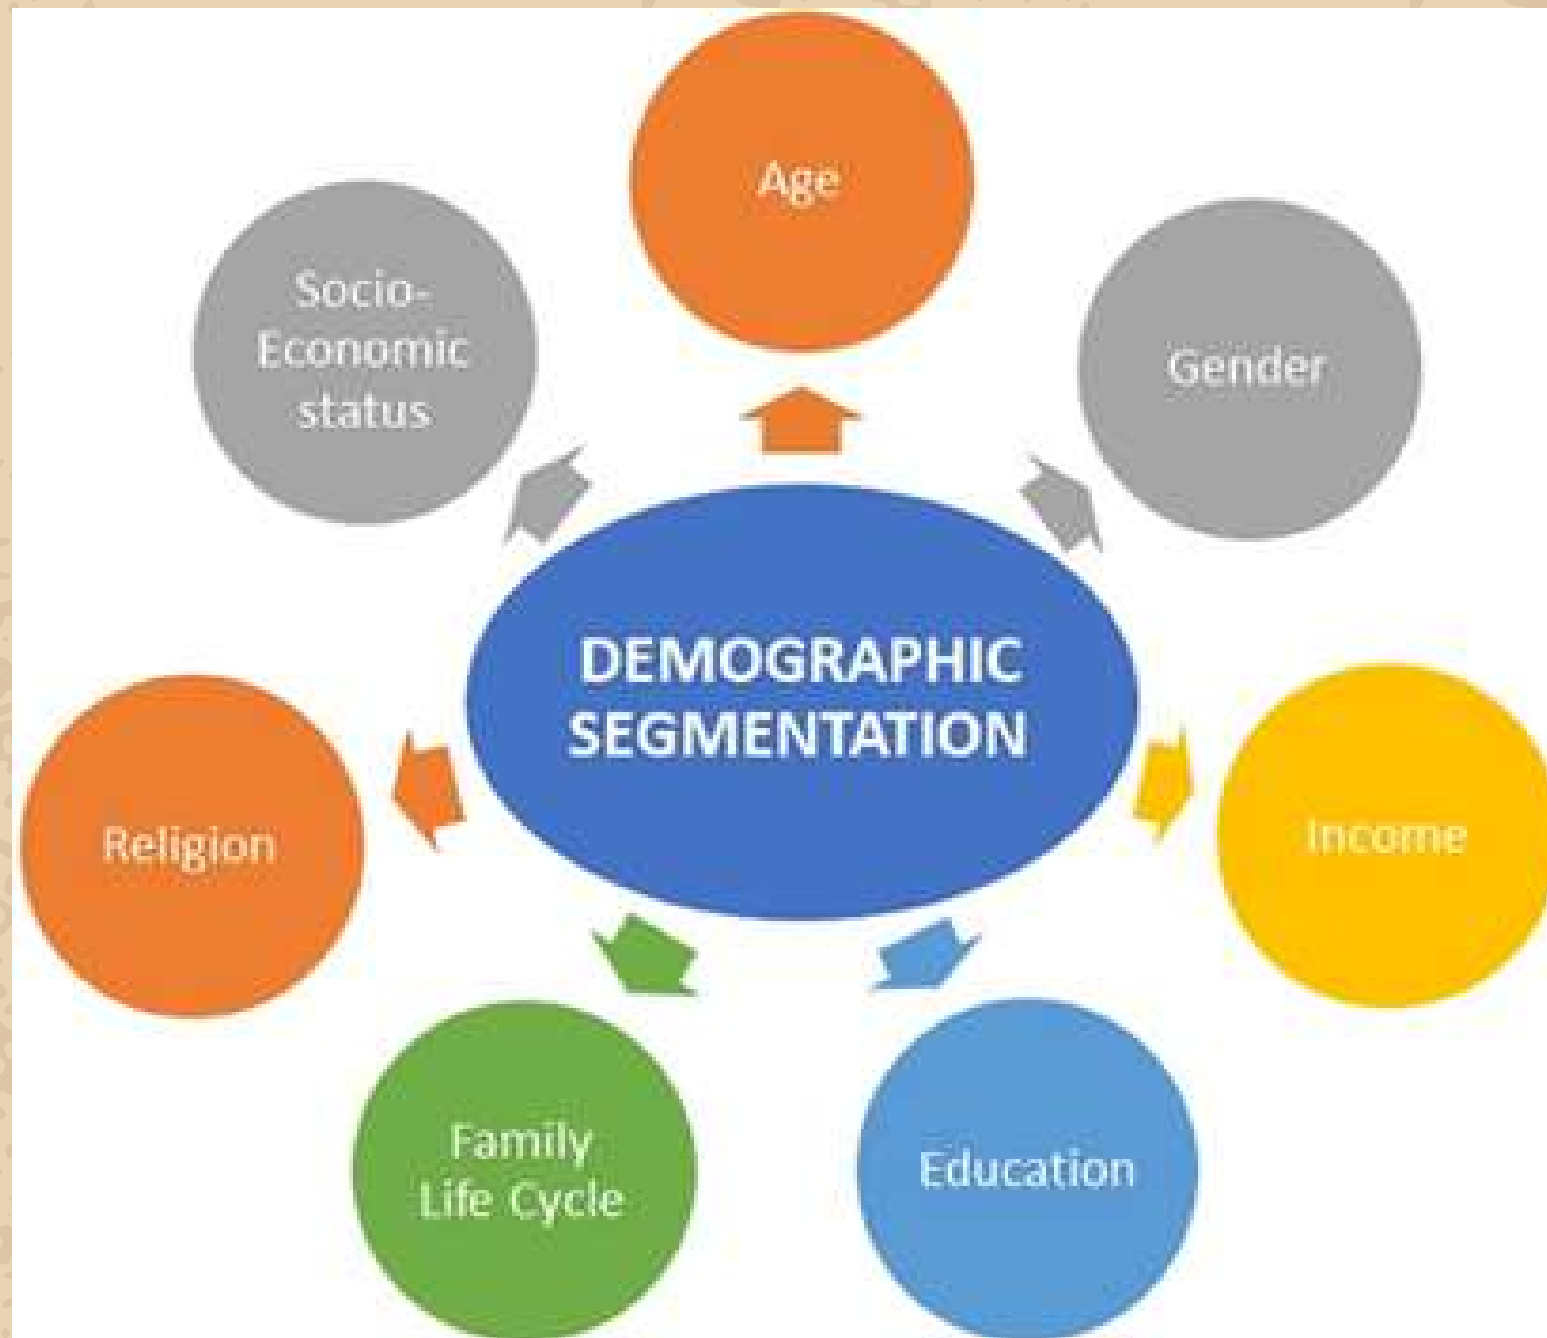 Age
Gender
Socio-
Economic
status
DEMOGRAPHIC
SEGMENTATION
Income
Religion
Education
Family
Life Cycle